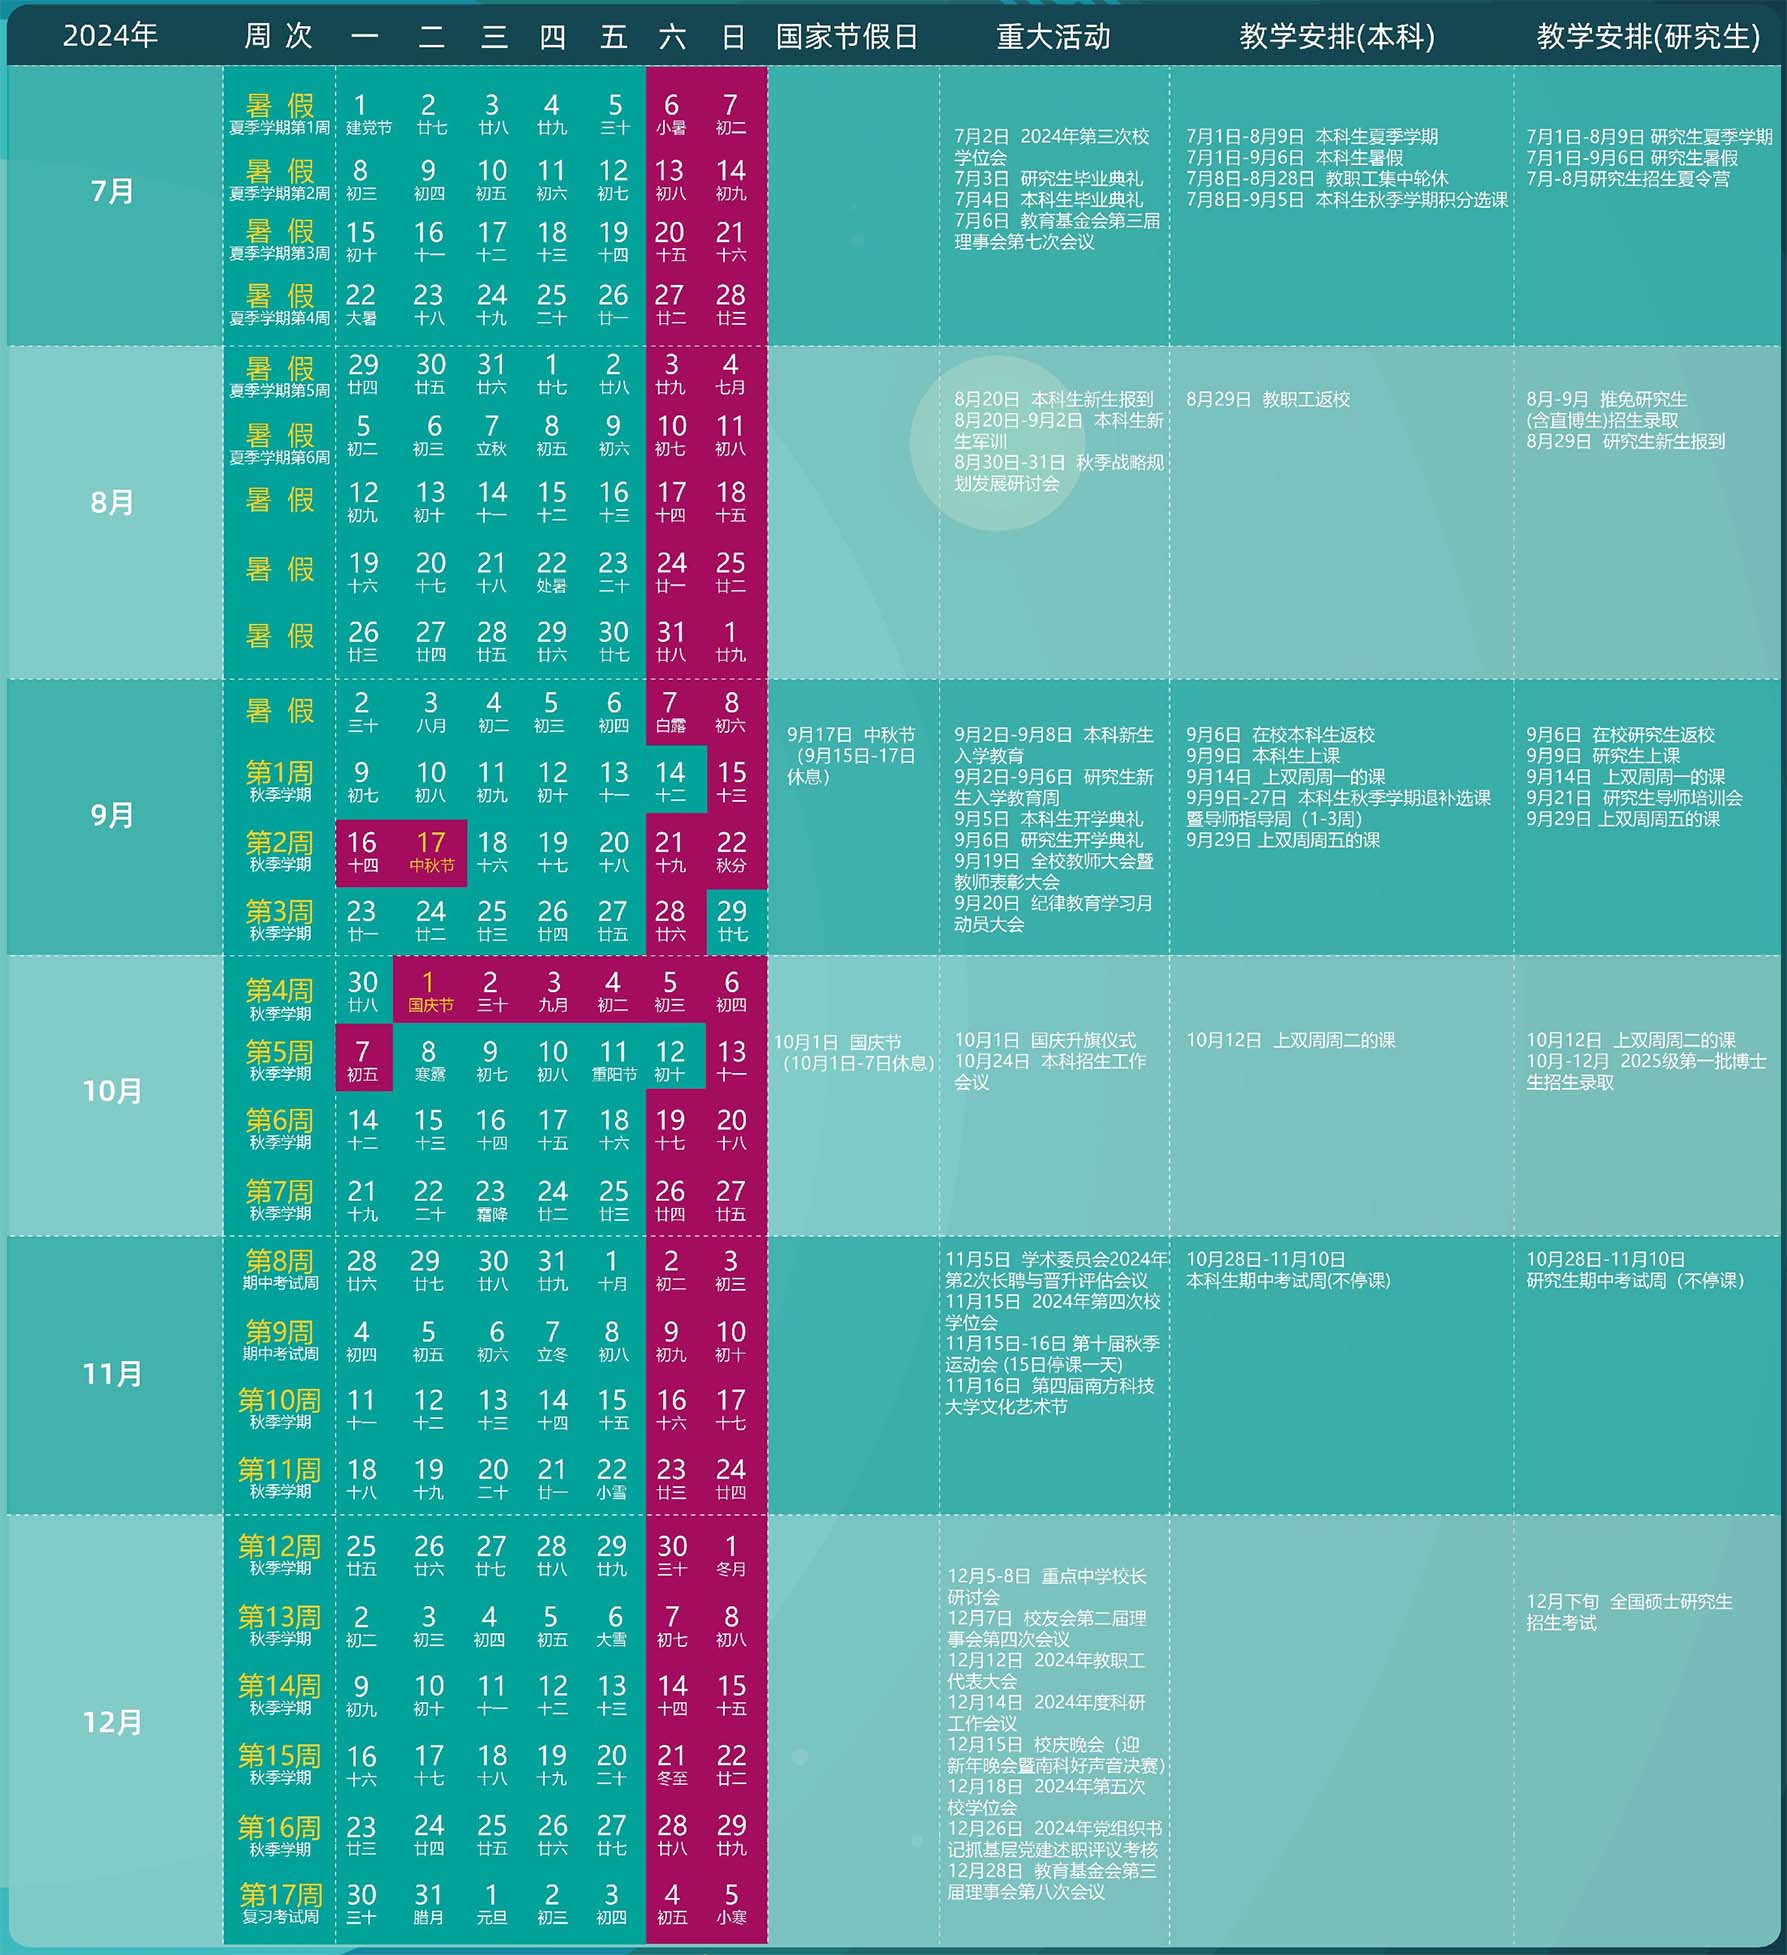 2024年 周次 一 二 三 四 五 六 日 国家节假日 重大活动 教学安排(本科) 教学安排(研究生)
7月
暑 假 1 2 3 4 5 6 7
夏季学期第1周 建党节 廿七 廿八 廿九 三十 小暑 初二
暑 假 8 9 10 11 12 13 14
夏季学期第2周 初三 初四 初五 初六 初七 初八 初九
暑 假 15 16 17 18 19 20 21
夏季学期第3周 初十 十一 十二 十三 十四 十五 十六
暑 假 22 23 24 25 26 27 28
夏季学期第4周 大暑 十八 十九 二十 廿一 廿二 廿三
7月2日 2024年第三次校
学位会
7月3日 研究生毕业典礼
7月4日 本科生毕业典礼
7月6日 教育基金会第三届
理事会第七次会议
7月1日-8月9日 本科生夏季学期
7月1日-9月6日 本科生暑假
7月8日-8月28日 教职工集中轮休
7月8日-9月5日 本科生秋季学期积分选课
7月1日-8月9日 研究生夏季学期
7月1日-9月6日 研究生暑假
7月-8月研究生招生夏令营
8月
暑 假 29 30 31 1 2 3 4
夏季学期第5周 廿四 廿五 廿六 廿七 廿八 廿九 七月
暑 假 5 6 7 8 9 10 11
夏季学期第6周 初二 初三 立秋 初五 初六 初七 初八
暑 假 12 13 14 15 16 17 18
初九 初十 十一 十二 十三 十四 十五
暑 假 19 20 21 22 23 24 25
十六 十七 十八 处暑 二十 廿一 廿二
暑 假 26 27 28 29 30 31 1
廿三 廿四 廿五 廿六 廿七 廿八 廿九
8月20日 本科生新生报到
8月20日-9月2日 本科生新
生军训
8月30日-31日 秋季战略规
划发展研讨会
8月29日 教职工返校
8月-9月 推免研究生
(含直博生)招生录取
8月29日 研究生新生报到
9月
暑 假 2 3 4 5 6 7 8
三十 八月 初二 初三 初四 白露 初六
第1周 9 10 11 12 13 14 15
秋季学期 初七 初八 初九 初十 十一 十二 十三
第2周 16 17 18 19 20 21 22
秋季学期 十四 中秋节 十六 十七 十八 十九 秋分
第3周 23 24 25 26 27 28 29
秋季学期 廿一 廿二 廿三 廿四 廿五 廿六 廿七
9月17日 中秋节
（9月15日-17日
休息）
9月2日-9月8日 本科新生
入学教育
9月2日-9月6日 研究生新
生入学教育周
9月5日 本科生开学典礼
9月6日 研究生开学典礼
9月19日 全校教师大会暨
教师表彰大会
9月20日 纪律教育学习月
动员大会
9月6日 在校本科生返校
9月9日 本科生上课
9月14日 上双周周一的课
9月9日-27日 本科生秋季学期退补选课
暨导师指导周（1-3周）
9月29日 上双周周五的课
9月6日 在校研究生返校
9月9日 研究生上课
9月14日 上双周周一的课
9月21日 研究生导师培训会
9月29日 上双周周五的课
10月
第4周 30 1 2 3 4 5 6
秋季学期 廿八 国庆节 三十 九月 初二 初三 初四
第5周 7 8 9 10 11 12 13
秋季学期 初五 寒露 初七 初八 重阳节 初十 十一
第6周 14 15 16 17 18 19 20
秋季学期 十二 十三 十四 十五 十六 十七 十八
第7周 21 22 23 24 25 26 27
秋季学期 十九 二十 霜降 廿二 廿三 廿四 廿五
10月1日 国庆节
（10月1日-7日休息）
10月1日 国庆升旗仪式
10月24日 本科招生工作
会议
10月12日 上双周周二的课
10月12日 上双周周二的课
10月-12月 2025级第一批博士
生招生录取
11月
第8周 28 29 30 31 1 2 3
期中考试周 廿六 廿七 廿八 廿九 十月 初二 初三
第9周 4 5 6 7 8 9 10
期中考试周 初四 初五 初六 立冬 初八 初九 初十
第10周 11 12 13 14 15 16 17
秋季学期 十一 十二 十三 十四 十五 十六 十七
第11周 18 19 20 21 22 23 24
秋季学期 十八 十九 二十 廿一 小雪 廿三 廿四
11月5日 学术委员会2024年
第2次长聘与晋升评估会议
11月15日 2024年第四次校
学位会
11月15日-16日 第十届秋季
运动会 (15日停课一天)
11月16日 第四届南方科技
大学文化艺术节
10月28日-11月10日
本科生期中考试周(不停课)
10月28日-11月10日
研究生期中考试周（不停课）
12月
第12周 25 26 27 28 29 30 1
秋季学期 廿五 廿六 廿七 廿八 廿九 三十 冬月
第13周 2 3 4 5 6 7 8
秋季学期 初二 初三 初四 初五 大雪 初七 初八
第14周 9 10 11 12 13 14 15
秋季学期 初九 初十 十一 十二 十三 十四 十五
第15周 16 17 18 19 20 21 22
秋季学期 十六 十七 十八 十九 二十 冬至 廿二
第16周 23 24 25 26 27 28 29
秋季学期 廿三 廿四 廿五 廿六 廿七 廿八 廿九
第17周 30 31 1 2 3 4 5
复习考试周 三十 腊月 元旦 初三 初四 初五 小寒
12月5-8日 重点中学校长
研讨会
12月7日 校友会第二届理
事会第四次会议
12月12日 2024年教职工
代表大会
12月14日 2024年度科研
工作会议
12月15日 校庆晚会（迎
新年晚会暨南科好声音决赛）
12月18日 2024年第五次
校学位会
12月26日 2024年党组织书
记抓基层党建述职评议考核
12月28日 教育基金会第三
届理事会第八次会议
12月下旬 全国硕士研究生
招生考试